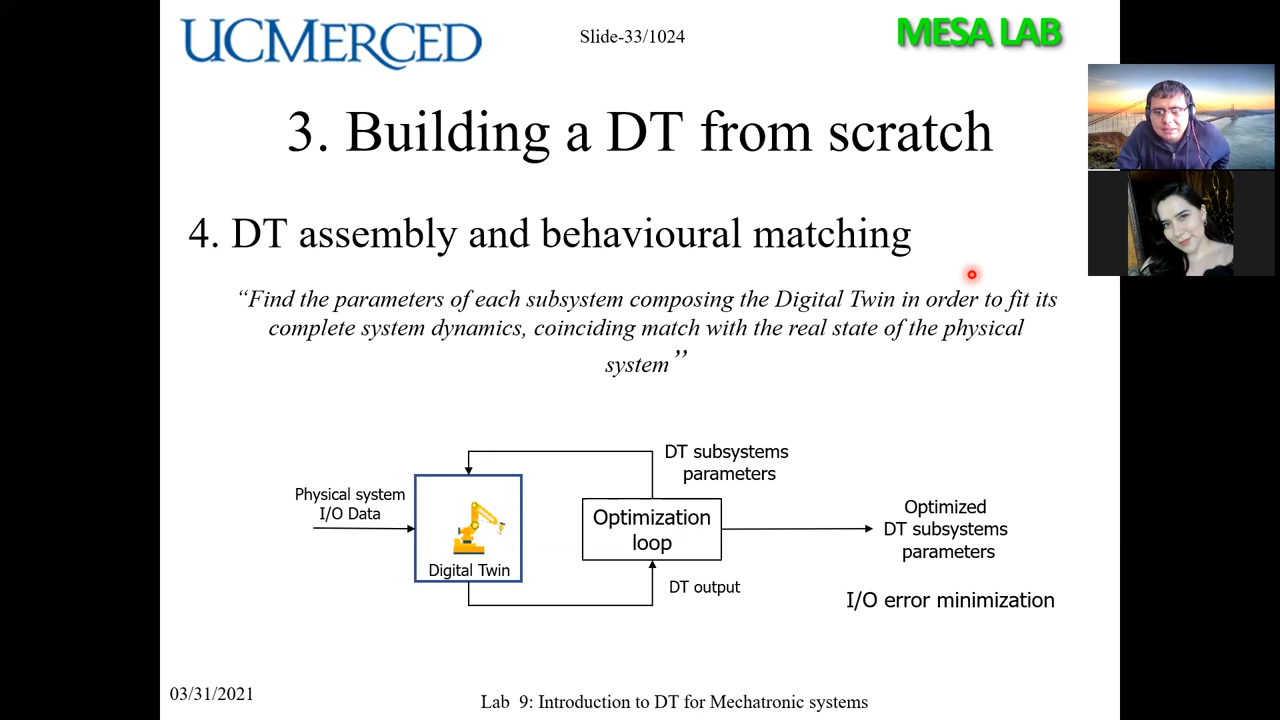 UCMERCED
Slide-33/1024
MESA LAB
3. Building a DT from scratch
4. DT assembly and behavioural matching
“Find the parameters of each subsystem composing the Digital Twin in order to fit its
complete system dynamics, coinciding match with the real state of the physical
system”
DT subsystems
parameters
Physical system
I/O Data
Digital Twin
Optimization
loop
DT output
Optimized
DT subsystems
parameters
I/O error minimization
03/31/2021
Lab 9: Introduction to DT for Mechatronic systems